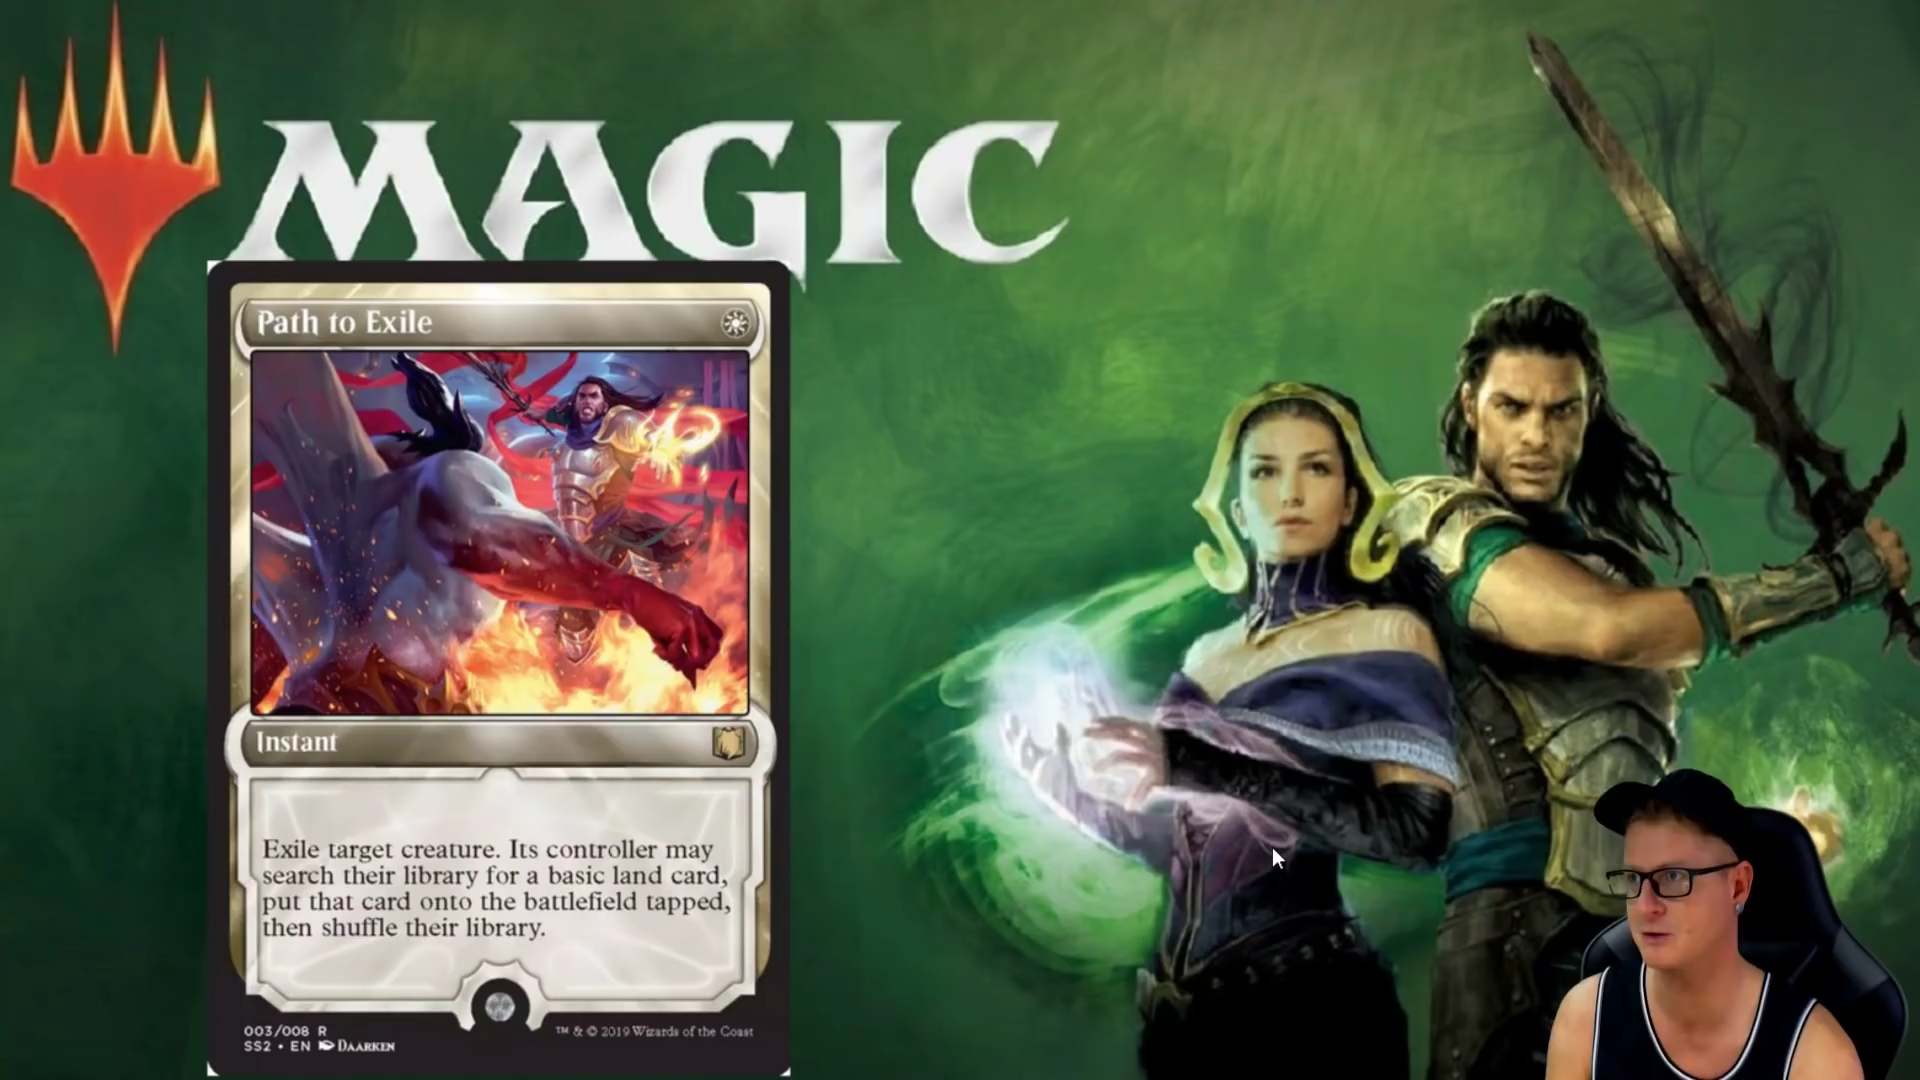 MAGIC
Path to Exile
Instant
Exile target creature. Its controller may
search their library for a basic land card,
put that card onto the battlefield tapped,
then shuffle their library.
003/008 R
SS2 • EN DAARKEN
™ & © 2019 Wizards of the Coast